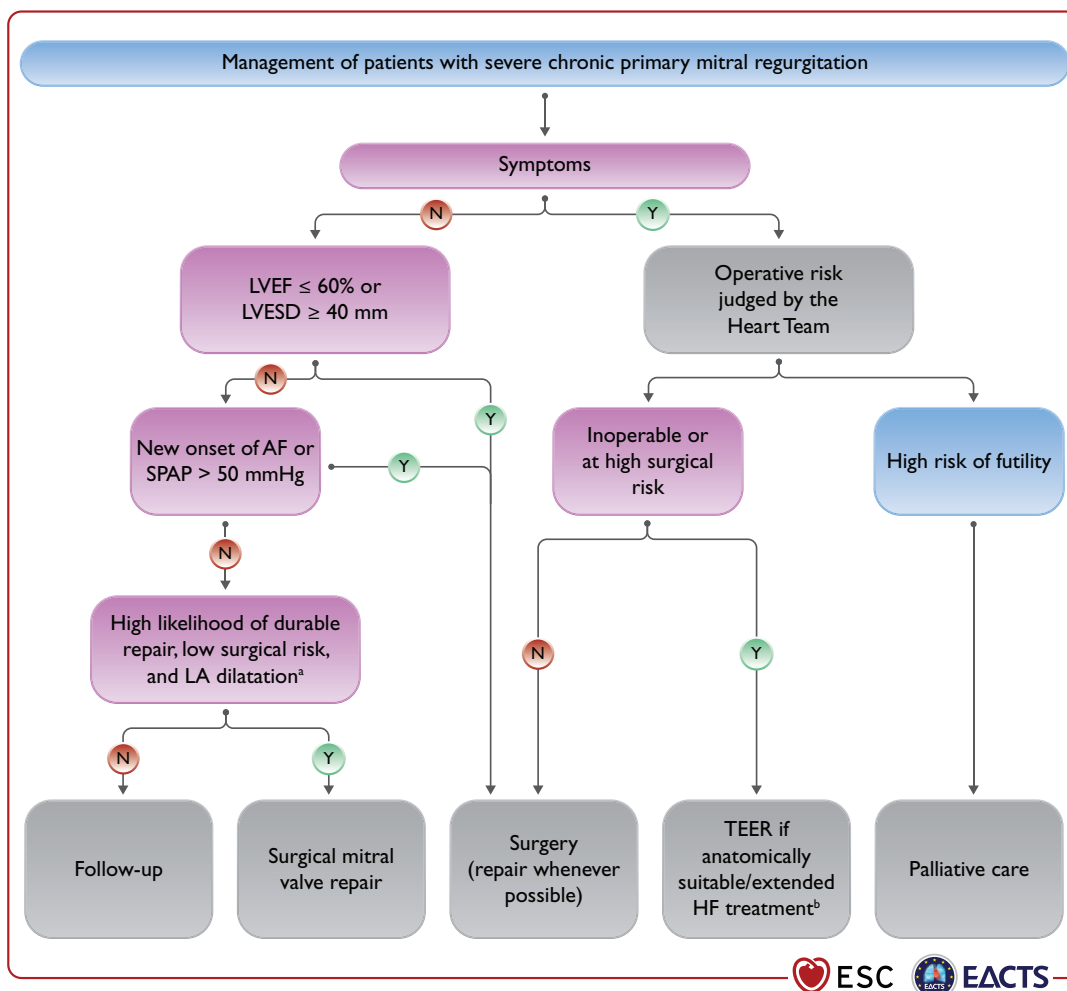 Management of patients with severe chronic primary mitral regurgitation
Symptoms
N
Y
LVEF ≤ 60% or
LVESD ≥ 40 mm
Operative risk
judged by the
Heart Team
N
Y
New onset of AF or
SPAP > 50 mmHg
Y
Inoperable or
at high surgical
risk
High risk of futility
N
High likelihood of durable
repair, low surgical risk,
and LA dilatationᵃ
N
Y
N
Y
Follow-up
Surgical mitral
valve repair
Surgery
(repair whenever
possible)
TEER if
anatomically
suitable/extended
HF treatmentᵇ
Palliative care
ESC
EACTS
EACTS